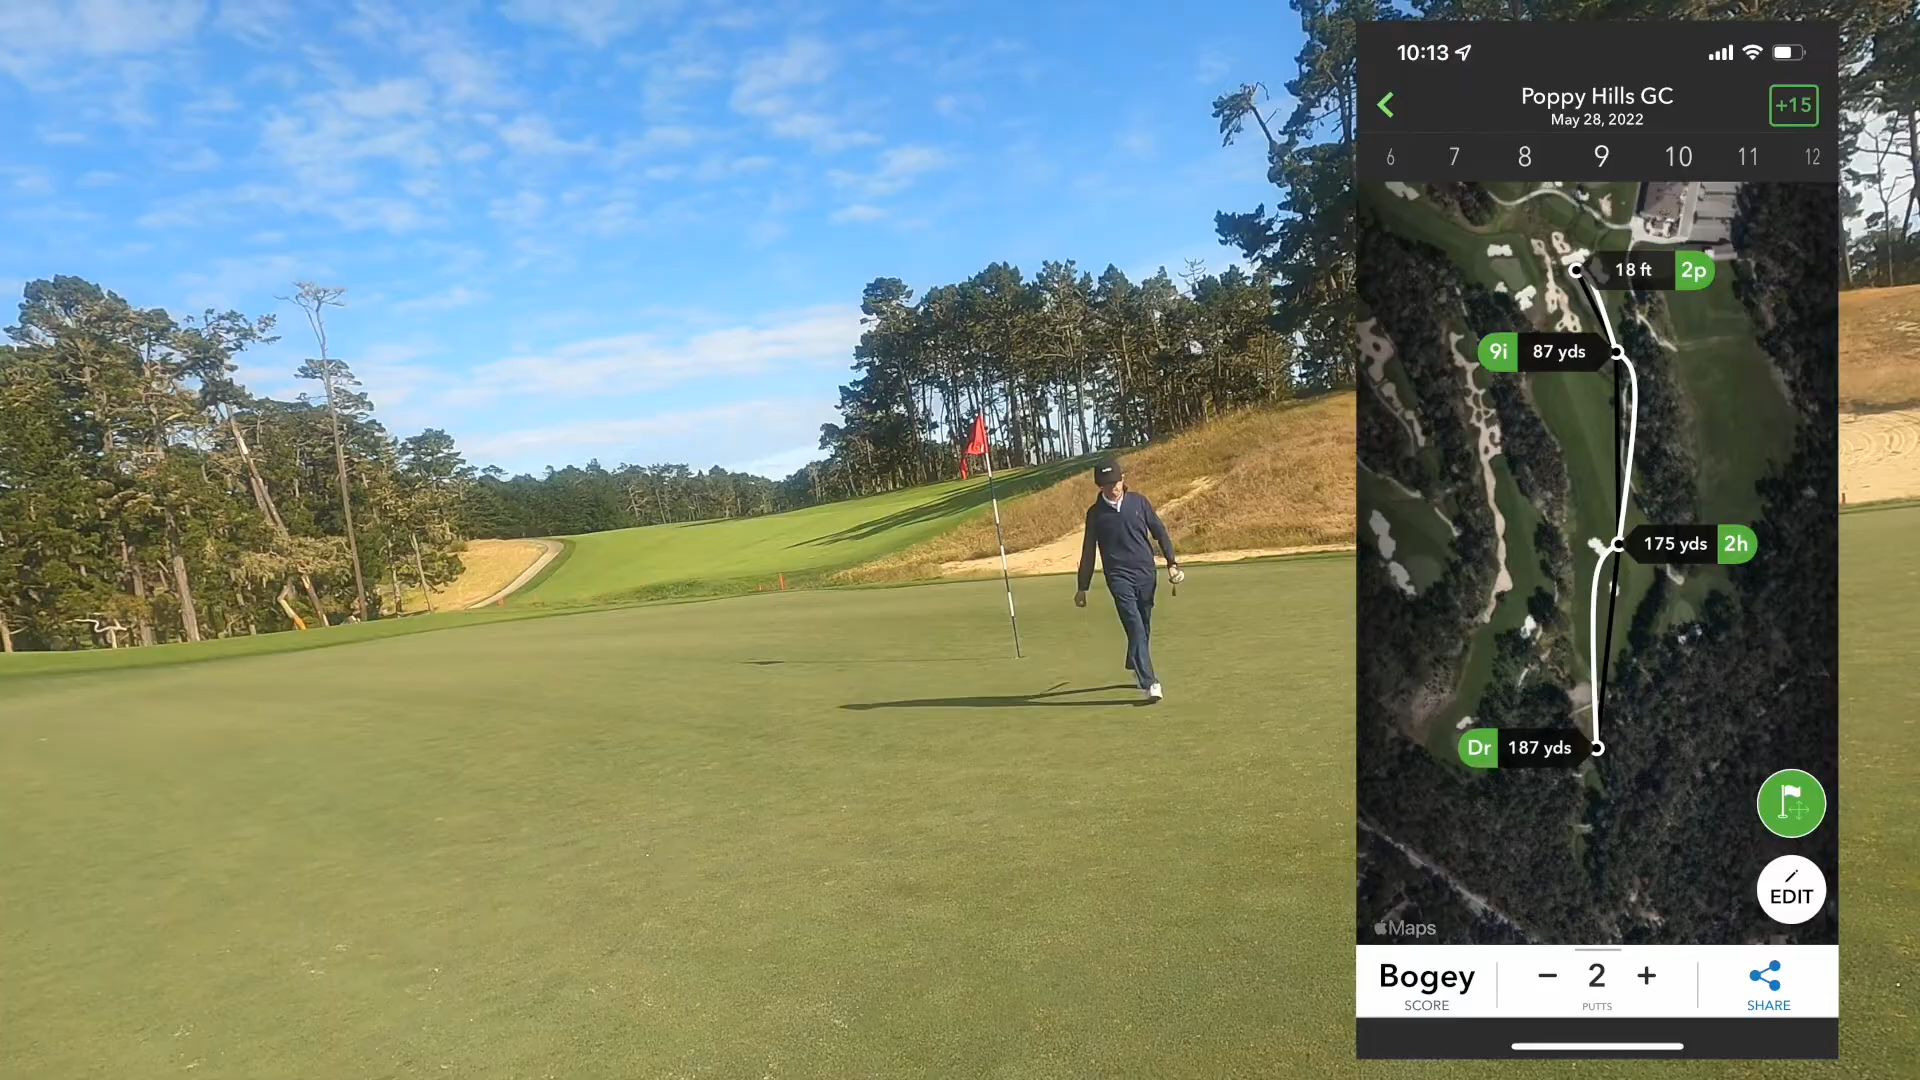 10:13
Poppy Hills GC
May 28, 2022
+15
6 7 8 9 10 11 12
18 ft 2p
9i 87 yds
175 yds 2h
Dr 187 yds
EDIT
Maps
Bogey
SCORE
− 2 +
PUTTS
SHARE